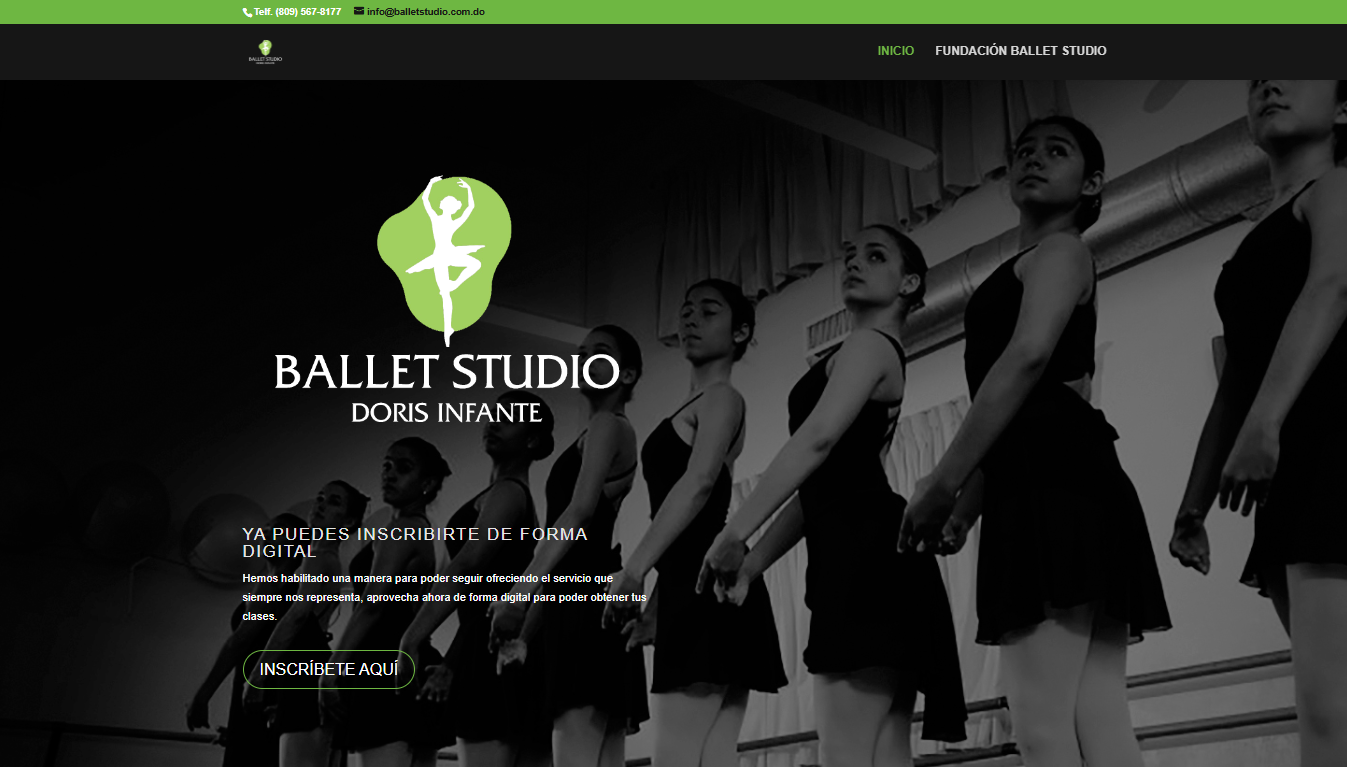 Telf. (809) 567-8177 info@balletstudio.com.do
BALLET STUDIO
INICIO FUNDACIÓN BALLET STUDIO
BALLET STUDIO
DORIS INFANTE
YA PUEDES INSCRIBIRTE DE FORMA
DIGITAL
Hemos habilitado una manera para poder seguir ofreciendo el servicio que
siempre nos representa, aprovecha ahora de forma digital para poder obtener tus
clases.
INSCRÍBETE AQUÍ